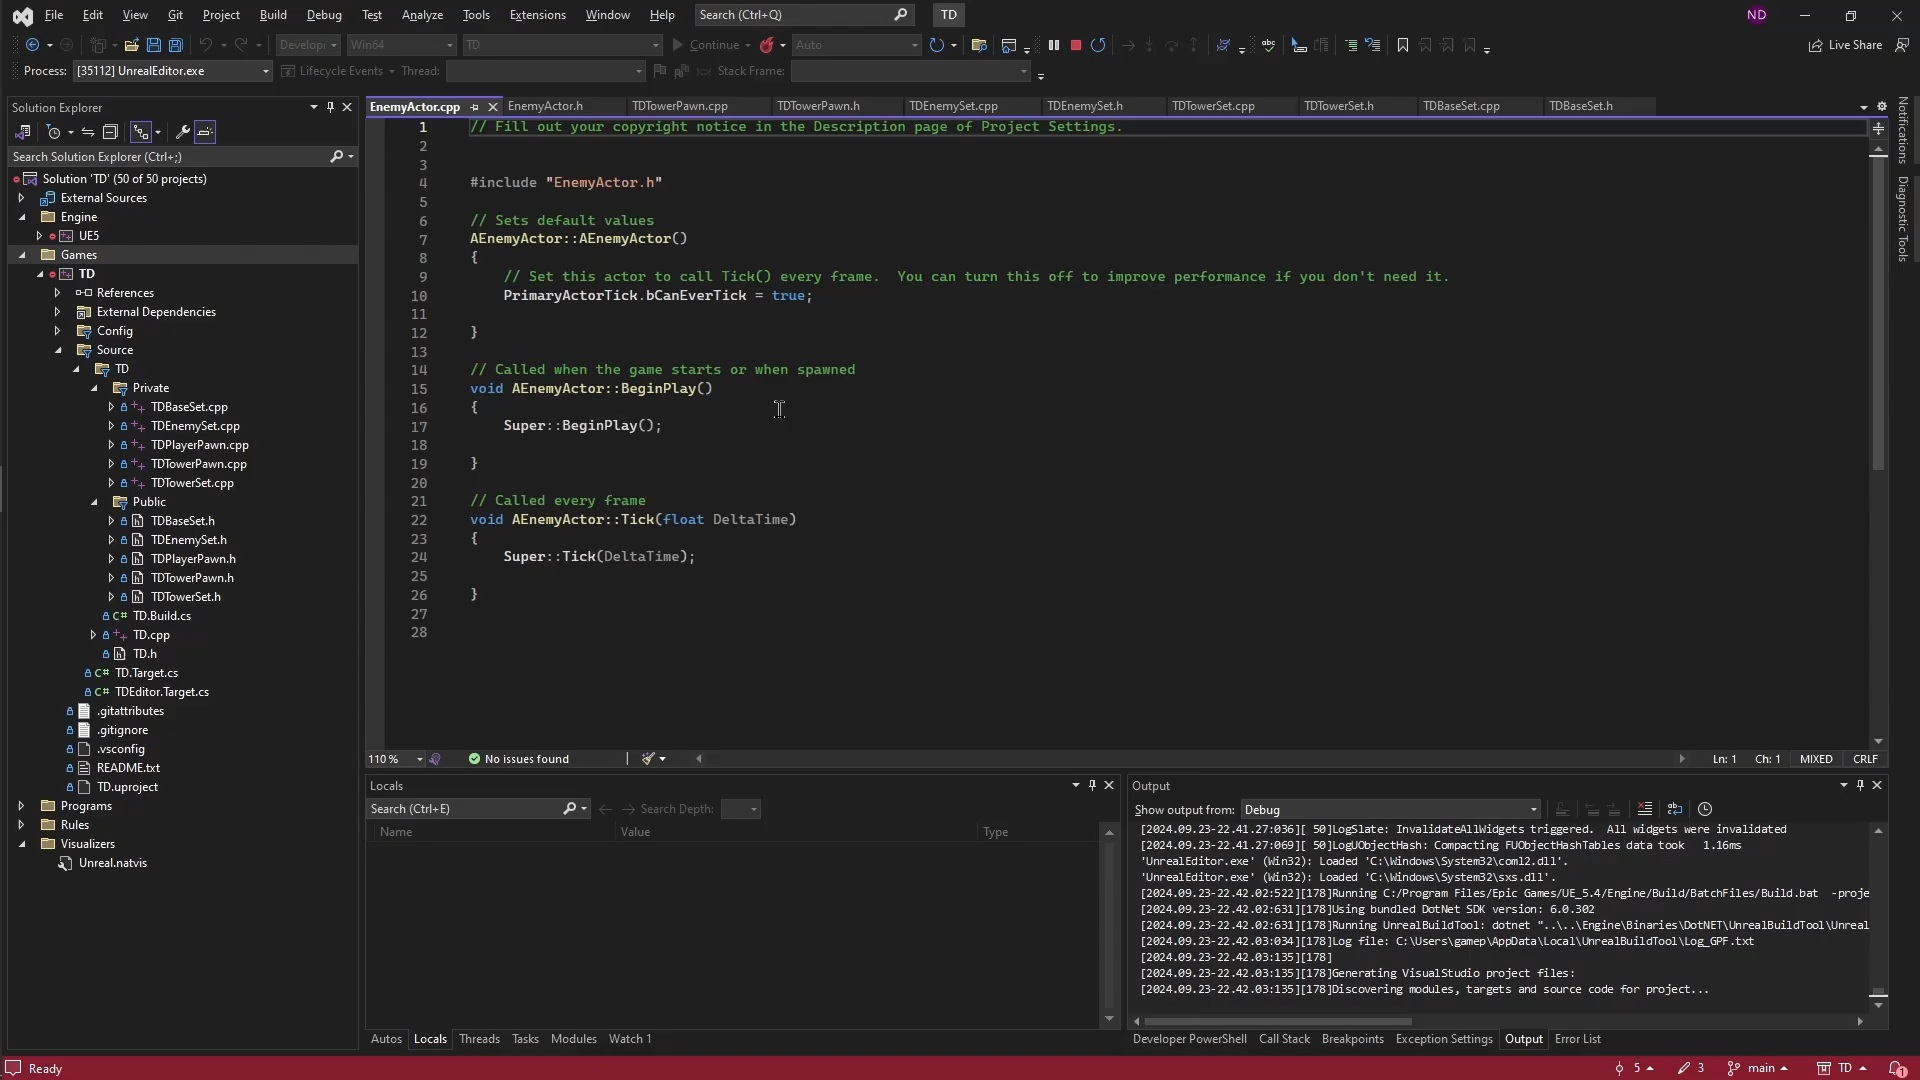 File Edit View Git Project Build Debug Test Analyze Tools Extensions Window Help Search (Ctrl+Q) TD ND
Develop Win64 TD Continue Auto Live Share
Process: [35112] UnrealEditor.exe Lifecycle Events Thread: Stack Frame:
Solution Explorer
Search Solution Explorer (Ctrl+;)
Solution 'TD' (50 of 50 projects)
External Sources
Engine
UE5
Games
TD
References
External Dependencies
Config
Source
TD
Private
TDBaseSet.cpp
TDEnemySet.cpp
TDPlayerPawn.cpp
TDTowerPawn.cpp
TDTowerSet.cpp
Public
TDBaseSet.h
TDEnemySet.h
TDPlayerPawn.h
TDTowerPawn.h
TDTowerSet.h
C# TD.Build.cs
TD.cpp
TD.h
C# TD.Target.cs
C# TDEditor.Target.cs
.gitattributes
.gitignore
.vsconfig
README.txt
TD.uproject
Programs
Rules
Visualizers
Unreal.natvis
EnemyActor.cpp EnemyActor.h TDTowerPawn.cpp TDTowerPawn.h TDEnemySet.cpp TDEnemySet.h TDTowerSet.cpp TDTowerSet.h TDBaseSet.cpp TDBaseSet.h
1 // Fill out your copyright notice in the Description page of Project Settings.
2
3
4 #include "EnemyActor.h"
5
6 // Sets default values
7 AEnemyActor::AEnemyActor()
8 {
9 // Set this actor to call Tick() every frame.  You can turn this off to improve performance if you don't need it.
10 PrimaryActorTick.bCanEverTick = true;
11
12 }
13
14 // Called when the game starts or when spawned
15 void AEnemyActor::BeginPlay()
16 {
17 Super::BeginPlay();
18
19 }
20
21 // Called every frame
22 void AEnemyActor::Tick(float DeltaTime)
23 {
24 Super::Tick(DeltaTime);
25
26 }
27
28
110 % No issues found Ln: 1 Ch: 1 MIXED CRLF
Locals
Search (Ctrl+E) Search Depth:
Name Value Type
Autos Locals Threads Tasks Modules Watch 1
Output
Show output from: Debug
[2024.09.23-22.41.27:036][ 50]LogSlate: InvalidateAllWidgets triggered.  All widgets were invalidated
[2024.09.23-22.41.27:069][ 50]LogUObjectHash: Compacting FUObjectHashTables data took   1.16ms
'UnrealEditor.exe' (Win32): Loaded 'C:\Windows\System32\coml2.dll'.
'UnrealEditor.exe' (Win32): Loaded 'C:\Windows\System32\sxs.dll'.
[2024.09.23-22.42.02:522][178]Running C:/Program Files/Epic Games/UE_5.4/Engine/Build/BatchFiles/Build.bat  -proje
[2024.09.23-22.42.02:631][178]Using bundled DotNet SDK version: 6.0.302
[2024.09.23-22.42.02:631][178]Running UnrealBuildTool: dotnet "..\..\Engine\Binaries\DotNET\UnrealBuildTool\Unreal
[2024.09.23-22.42.03:034][178]Log file: C:\Users\gamep\AppData\Local\UnrealBuildTool\Log_GPF.txt
[2024.09.23-22.42.03:135][178]
[2024.09.23-22.42.03:135][178]Generating VisualStudio project files:
[2024.09.23-22.42.03:135][178]Discovering modules, targets and source code for project...
Developer PowerShell Call Stack Breakpoints Exception Settings Output Error List
Notifications
Diagnostic Tools
Ready 5 3 main TD 1